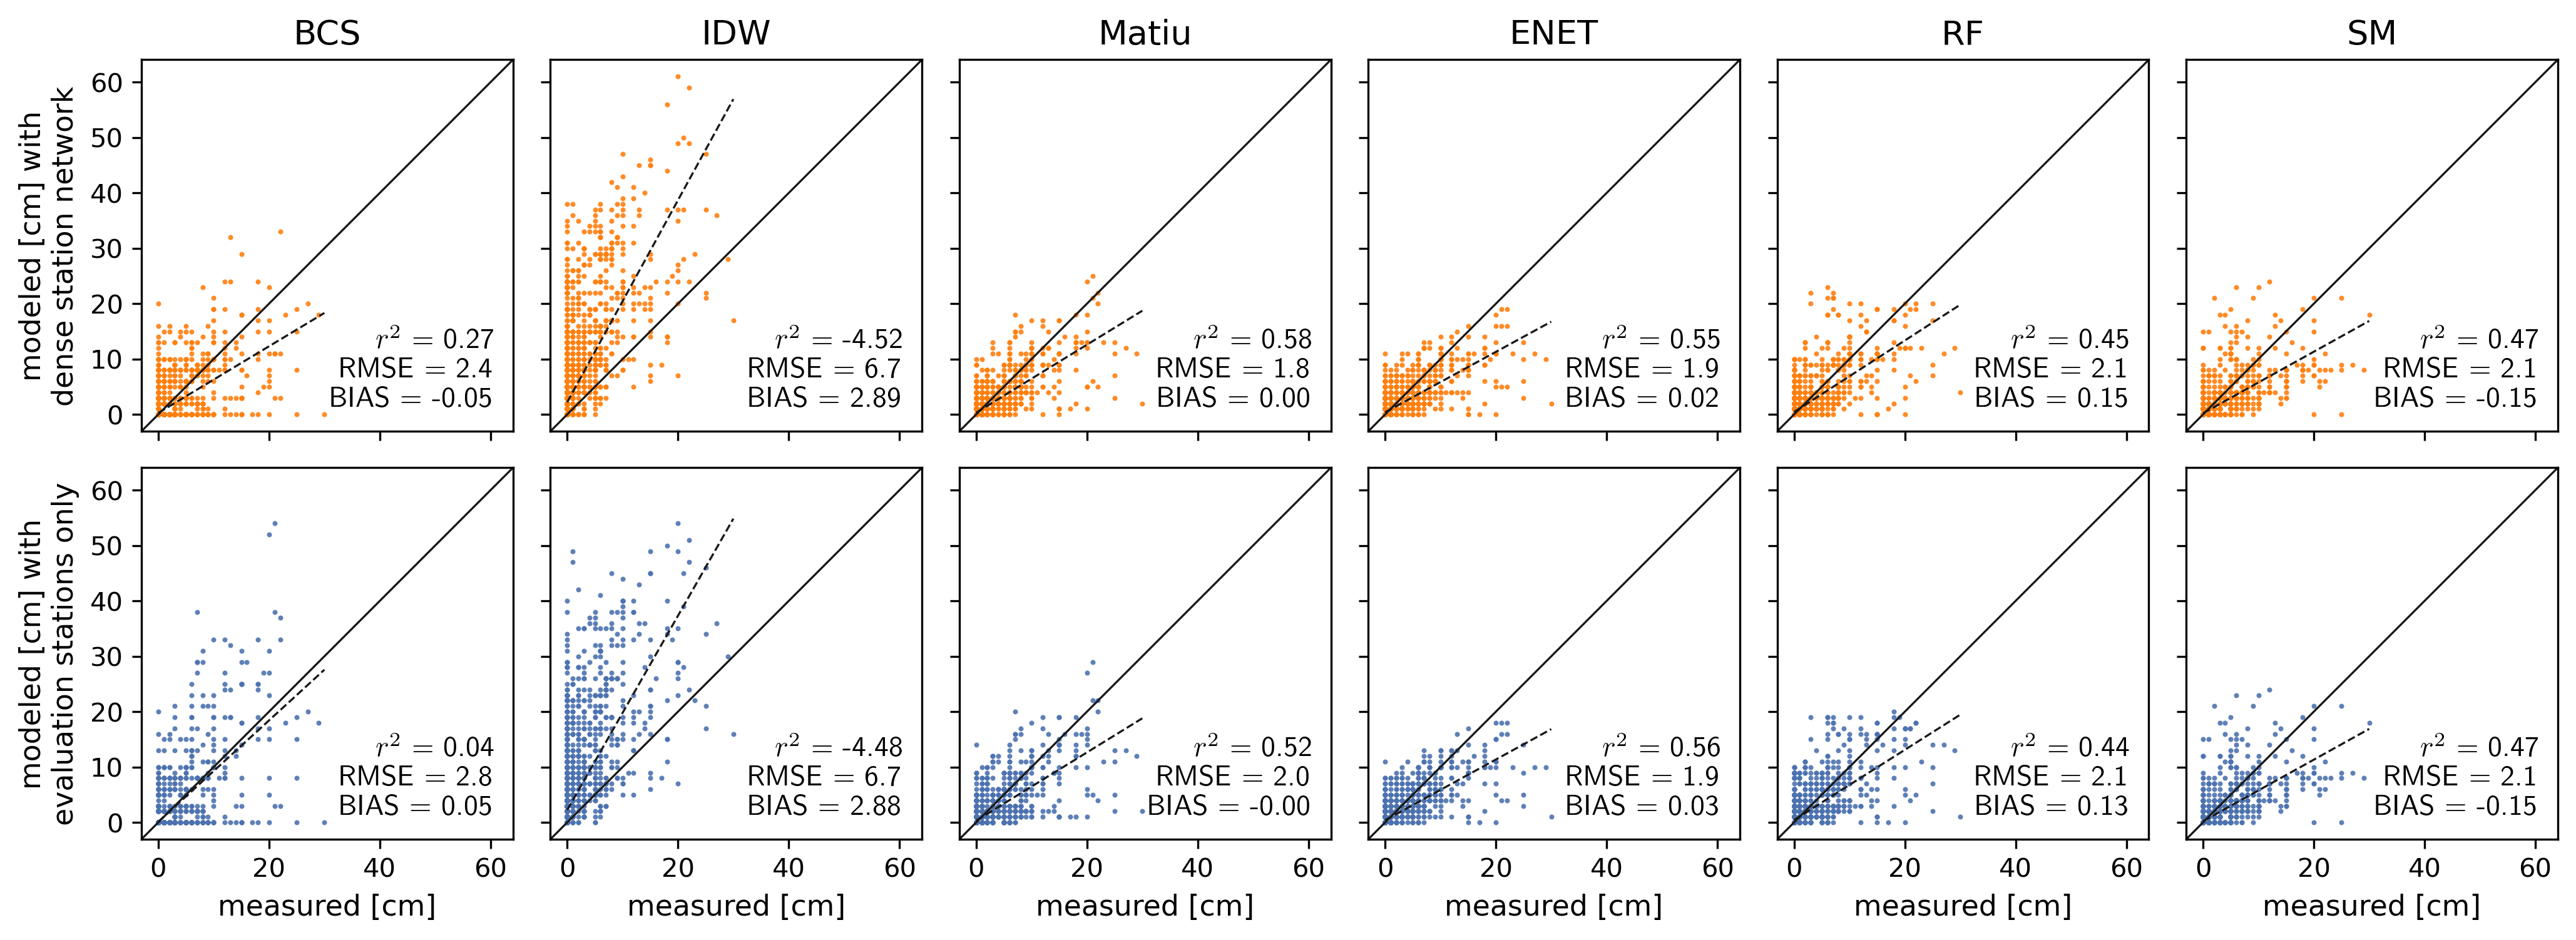 BCS
IDW
Matiu
ENET
RF
SM
modeled [cm] with
dense station network
60
50
40
30
20
10
0
r² = 0.27
RMSE = 2.4
BIAS = -0.05
r² = -4.52
RMSE = 6.7
BIAS = 2.89
r² = 0.58
RMSE = 1.8
BIAS = 0.00
r² = 0.55
RMSE = 1.9
BIAS = 0.02
r² = 0.45
RMSE = 2.1
BIAS = 0.15
r² = 0.47
RMSE = 2.1
BIAS = -0.15
modeled [cm] with
evaluation stations only
60
50
40
30
20
10
0
r² = 0.04
RMSE = 2.8
BIAS = 0.05
r² = -4.48
RMSE = 6.7
BIAS = 2.88
r² = 0.52
RMSE = 2.0
BIAS = -0.00
r² = 0.56
RMSE = 1.9
BIAS = 0.03
r² = 0.44
RMSE = 2.1
BIAS = 0.13
r² = 0.47
RMSE = 2.1
BIAS = -0.15
0 20 40 60
0 20 40 60
0 20 40 60
0 20 40 60
0 20 40 60
0 20 40 60
measured [cm]
measured [cm]
measured [cm]
measured [cm]
measured [cm]
measured [cm]